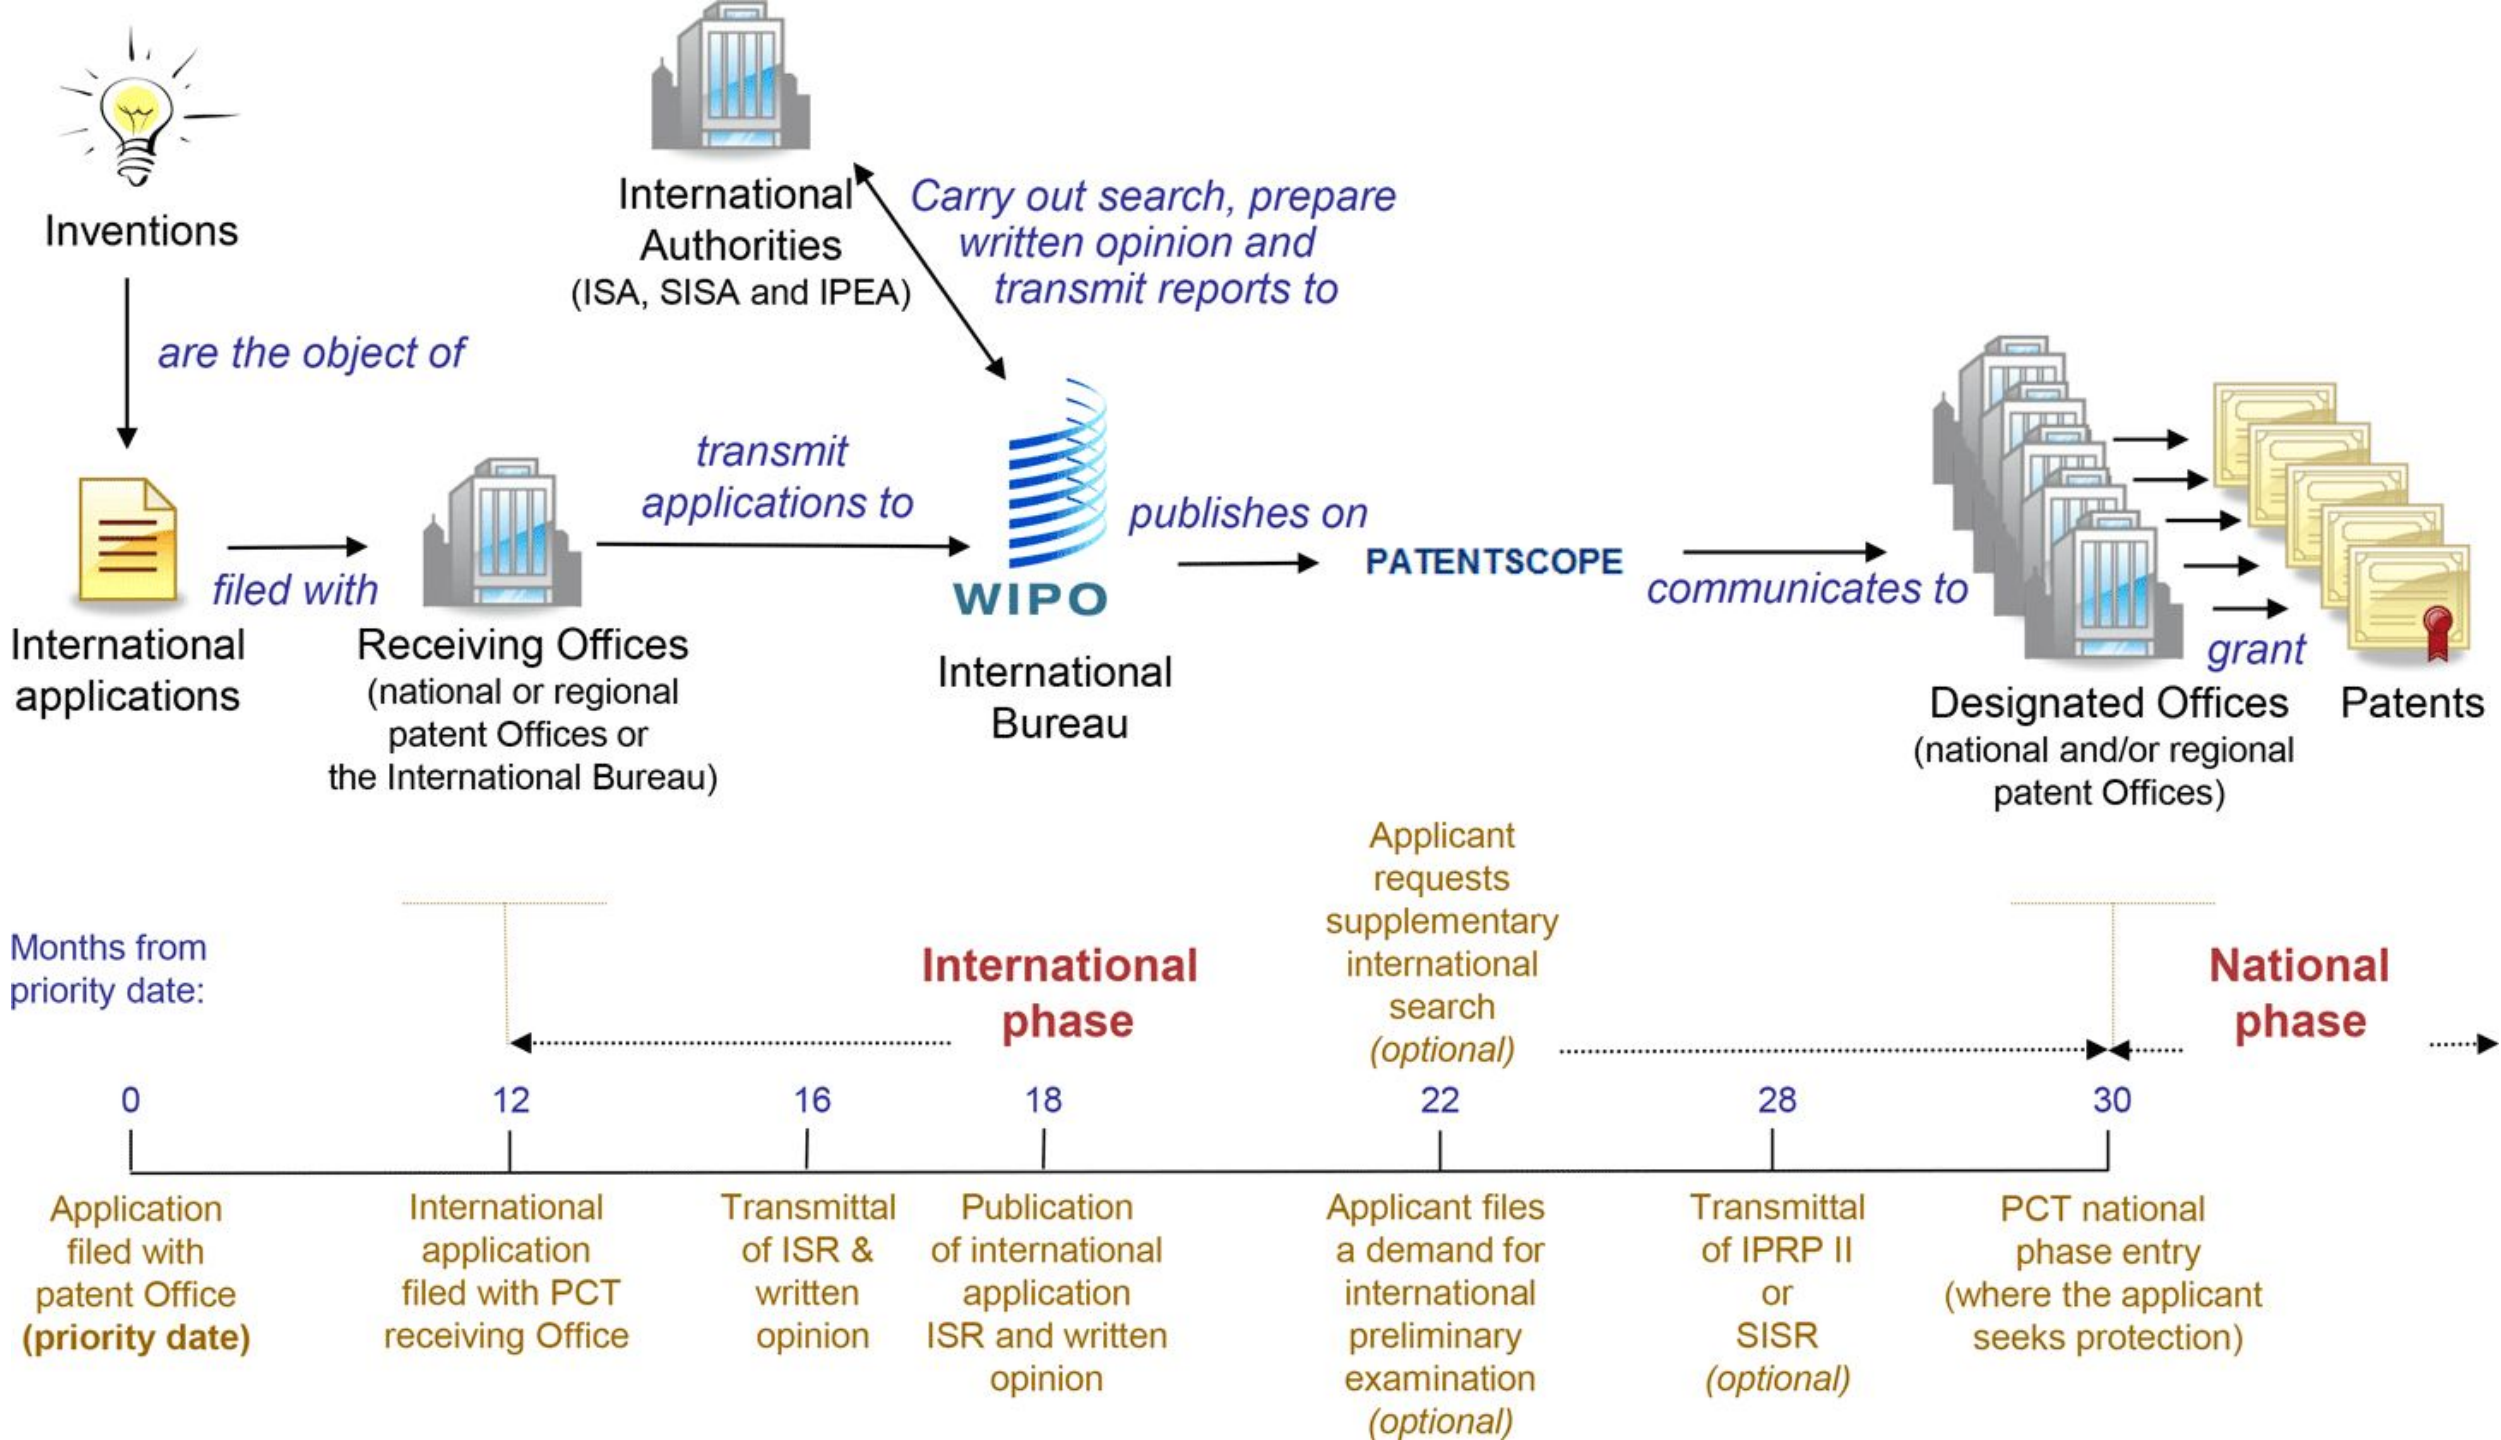 Inventions
are the object of
International
Authorities
(ISA, SISA and IPEA)
Carry out search, prepare
written opinion and
transmit reports to
International
applications
filed with
Receiving Offices
(national or regional
patent Offices or
the International Bureau)
transmit
applications to
WIPO
International
Bureau
publishes on
PATENTSCOPE
communicates to
Designated Offices
(national and/or regional
patent Offices)
grant
Patents
Months from
priority date:
International
phase
Applicant
requests
supplementary
international
search
(optional)
National
phase
0
12
16
18
22
28
30
Application
filed with
patent Office
(priority date)
International
application
filed with PCT
receiving Office
Transmittal
of ISR &
written
opinion
Publication
of international
application
ISR and written
opinion
Applicant files
a demand for
international
preliminary
examination
(optional)
Transmittal
of IPRP II
or
SISR
(optional)
PCT national
phase entry
(where the applicant
seeks protection)